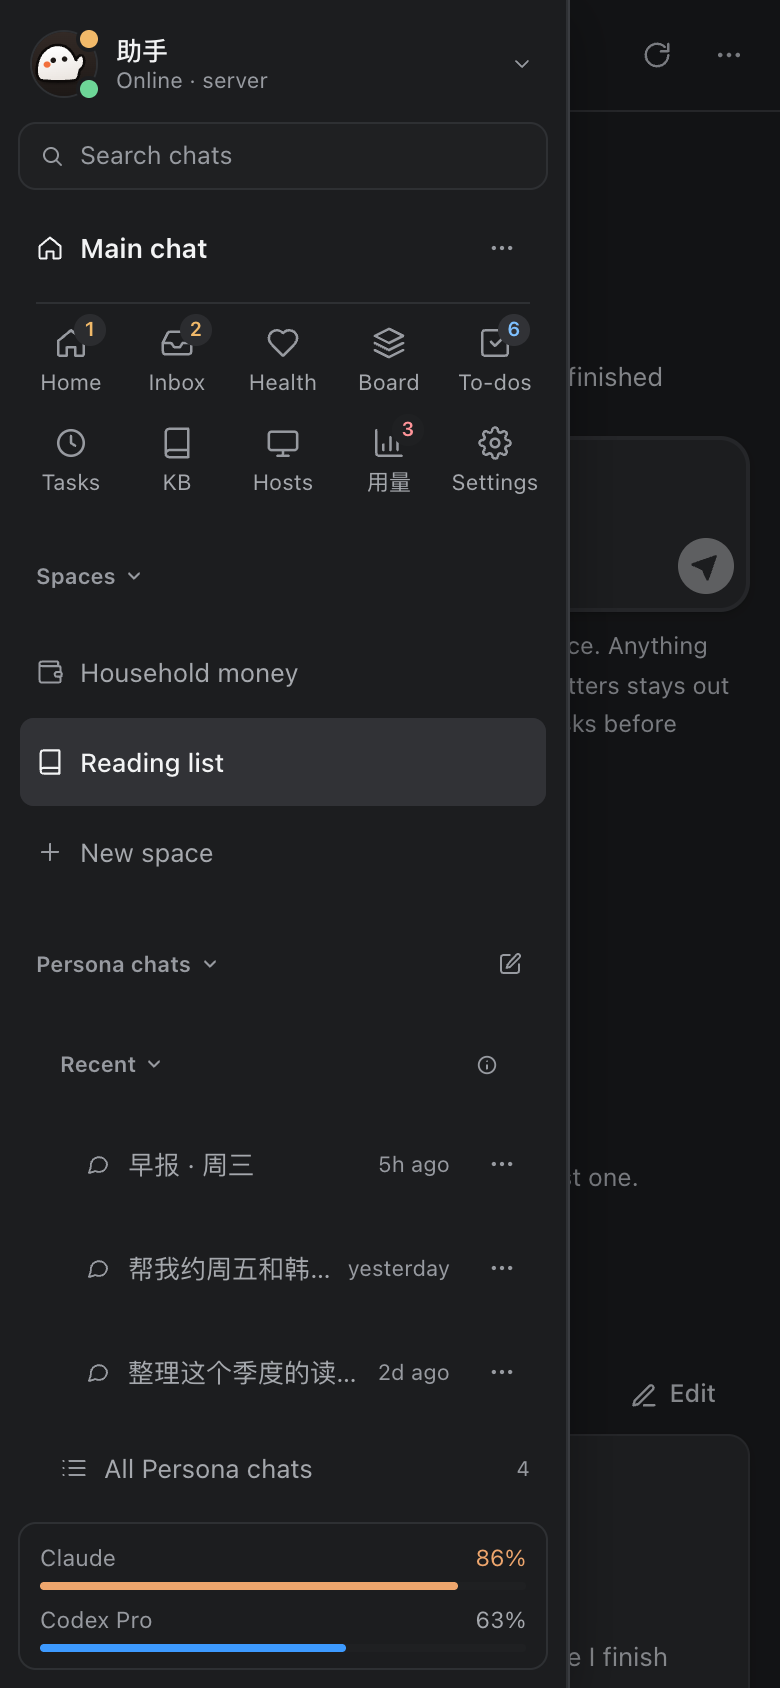 助手
Online · server
Search chats
Main chat
1
2
6
Home
Inbox
Health
Board
To-dos
3
Tasks
KB
Hosts
用量
Settings
Spaces
Household money
Reading list
New space
Persona chats
Recent
早报 · 周三
5h ago
帮我约周五和韩...
yesterday
整理这个季度的读...
2d ago
All Persona chats
4
Claude
86%
Codex Pro
63%
finished
ce. Anything
tters stays out
ks before
st one.
Edit
e I finish